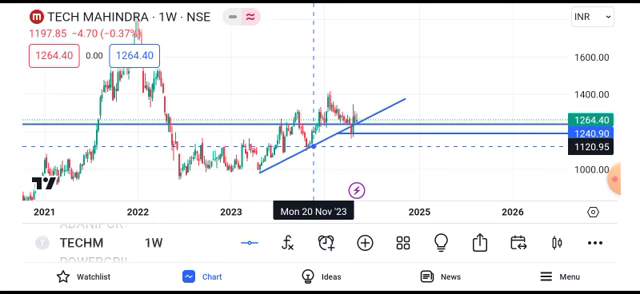 TECH MAHINDRA · 1W · NSE
INR
1197.85 −4.70 (−0.37%)
1264.40 0.00 1264.40
1600.00
1400.00
1264.40
1240.90
1120.95
1000.00
2021 2022 2023 Mon 20 Nov '23 2025 2026
TECHM 1W
Watchlist Chart Ideas News Menu